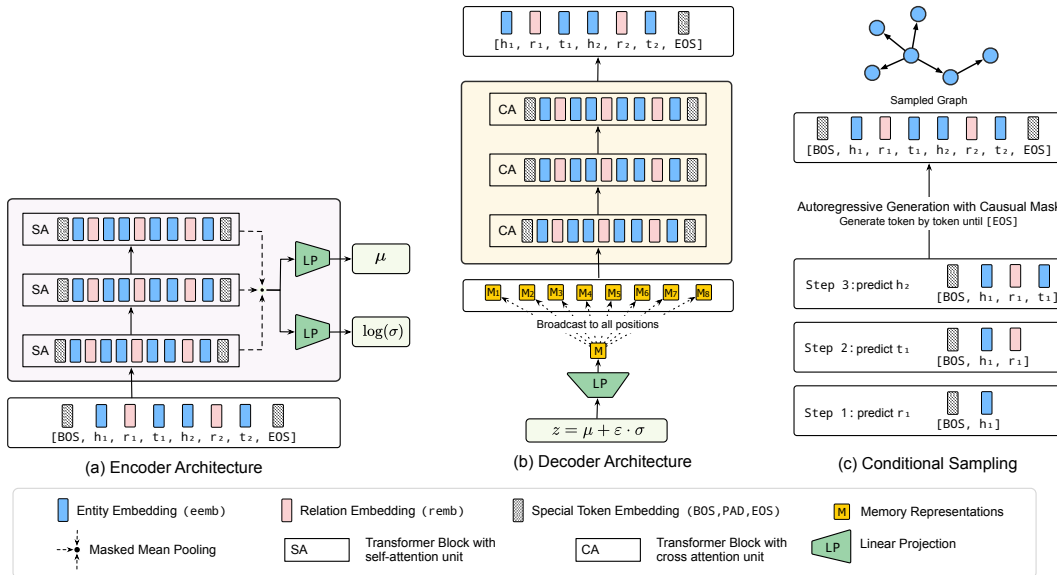 SA
SA
SA
LP
μ
LP
log(σ)
[BOS, h₁, r₁, t₁, h₂, r₂, t₂, EOS]
(a) Encoder Architecture
[h₁, r₁, t₁, h₂, r₂, t₂, EOS]
CA
CA
CA
M₁ M₂ M₃ M₄ M₅ M₆ M₇ M₈
Broadcast to all positions
M
LP
z = μ + ε · σ
(b) Decoder Architecture
Sampled Graph
[BOS, h₁, r₁, t₁, h₂, r₂, t₂, EOS]
Autoregressive Generation with Causual Mask
Generate token by token until [EOS]
Step 3: predict h₂
[BOS, h₁, r₁, t₁]
Step 2: predict t₁
[BOS, h₁, r₁]
Step 1: predict r₁
[BOS, h₁]
(c) Conditional Sampling
Entity Embedding (eemb)
Relation Embedding (remb)
Special Token Embedding (BOS,PAD,EOS)
M Memory Representations
Masked Mean Pooling
SA Transformer Block with
self-attention unit
CA Transformer Block with
cross attention unit
LP Linear Projection